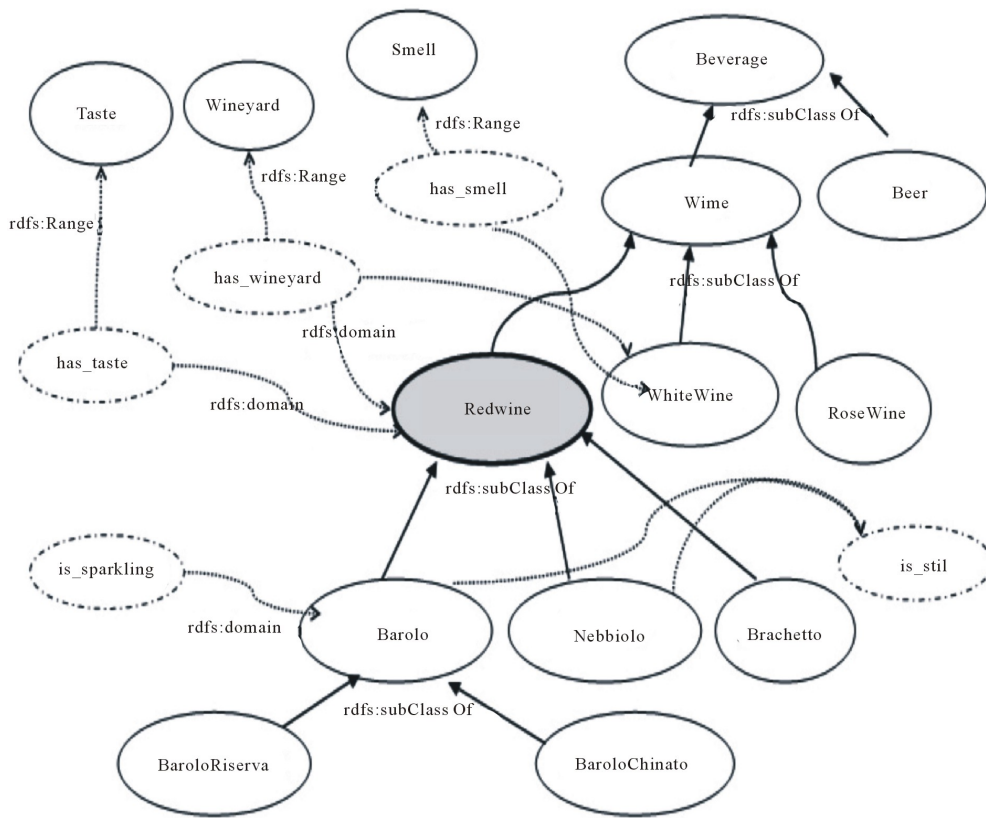 Smell
Beverage
Taste
Wineyard
rdfs:Range
rdfs:subClass Of
rdfs:Range
has_smell
Beer
Wime
rdfs:Range
has_wineyard
rdfs:subClass Of
rdfs:domain
has_taste
rdfs:domain
Redwine
WhiteWine
RoseWine
rdfs:subClass Of
is_sparkling
is_stil
rdfs:domain
Barolo
Nebbiolo
Brachetto
rdfs:subClass Of
BaroloRiserva
BaroloChinato